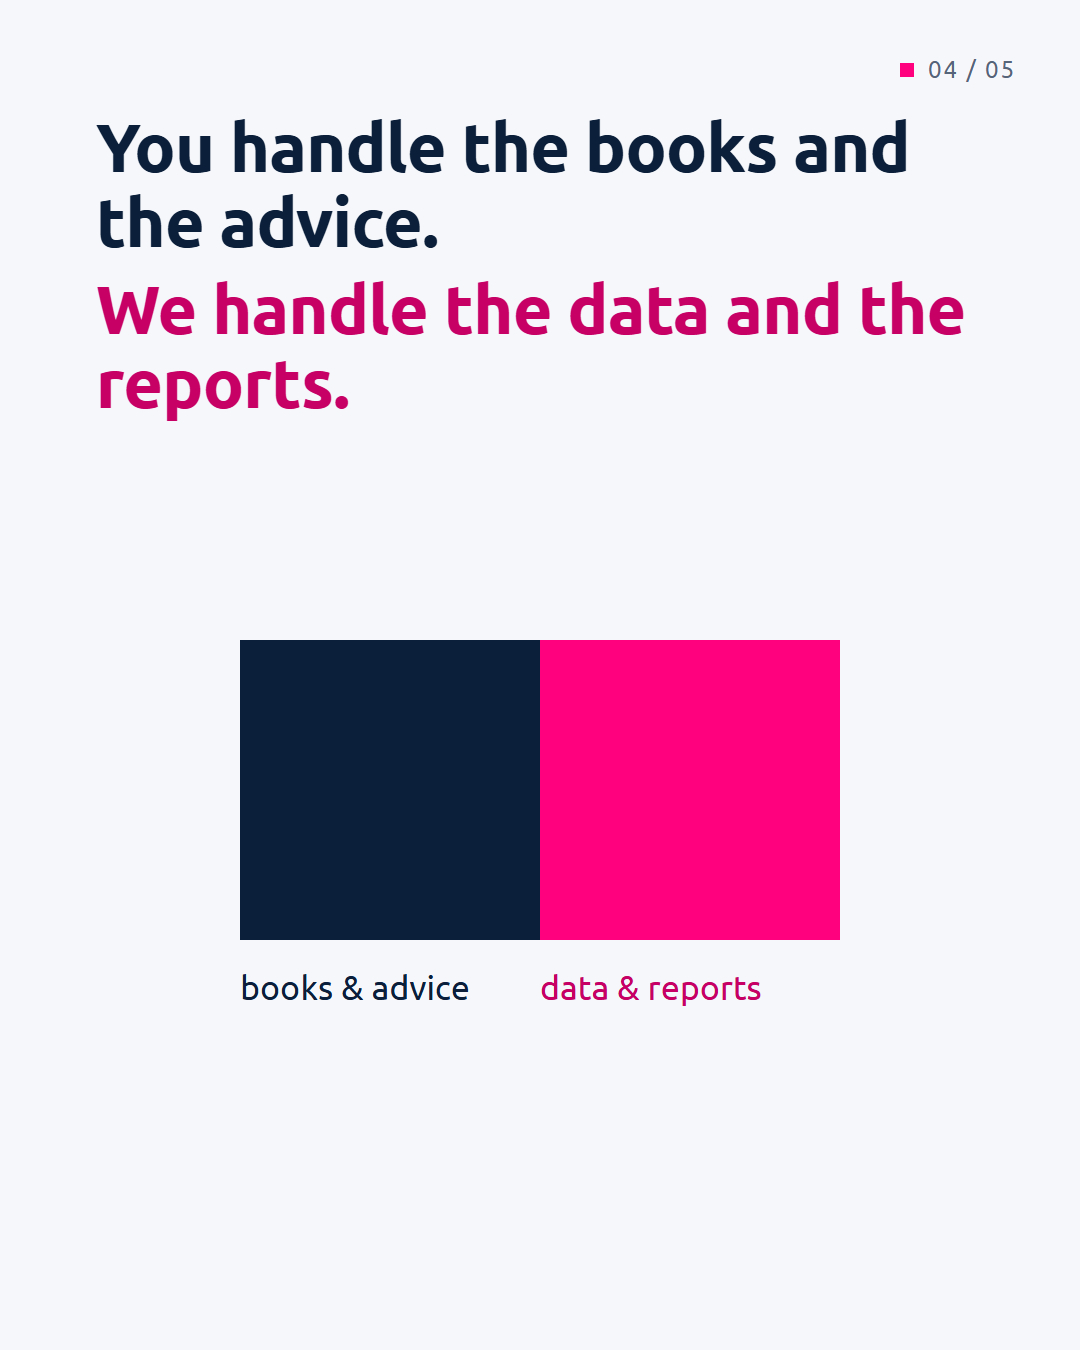 04 / 05
You handle the books and
the advice.
We handle the data and the
reports.
books & advice
data & reports